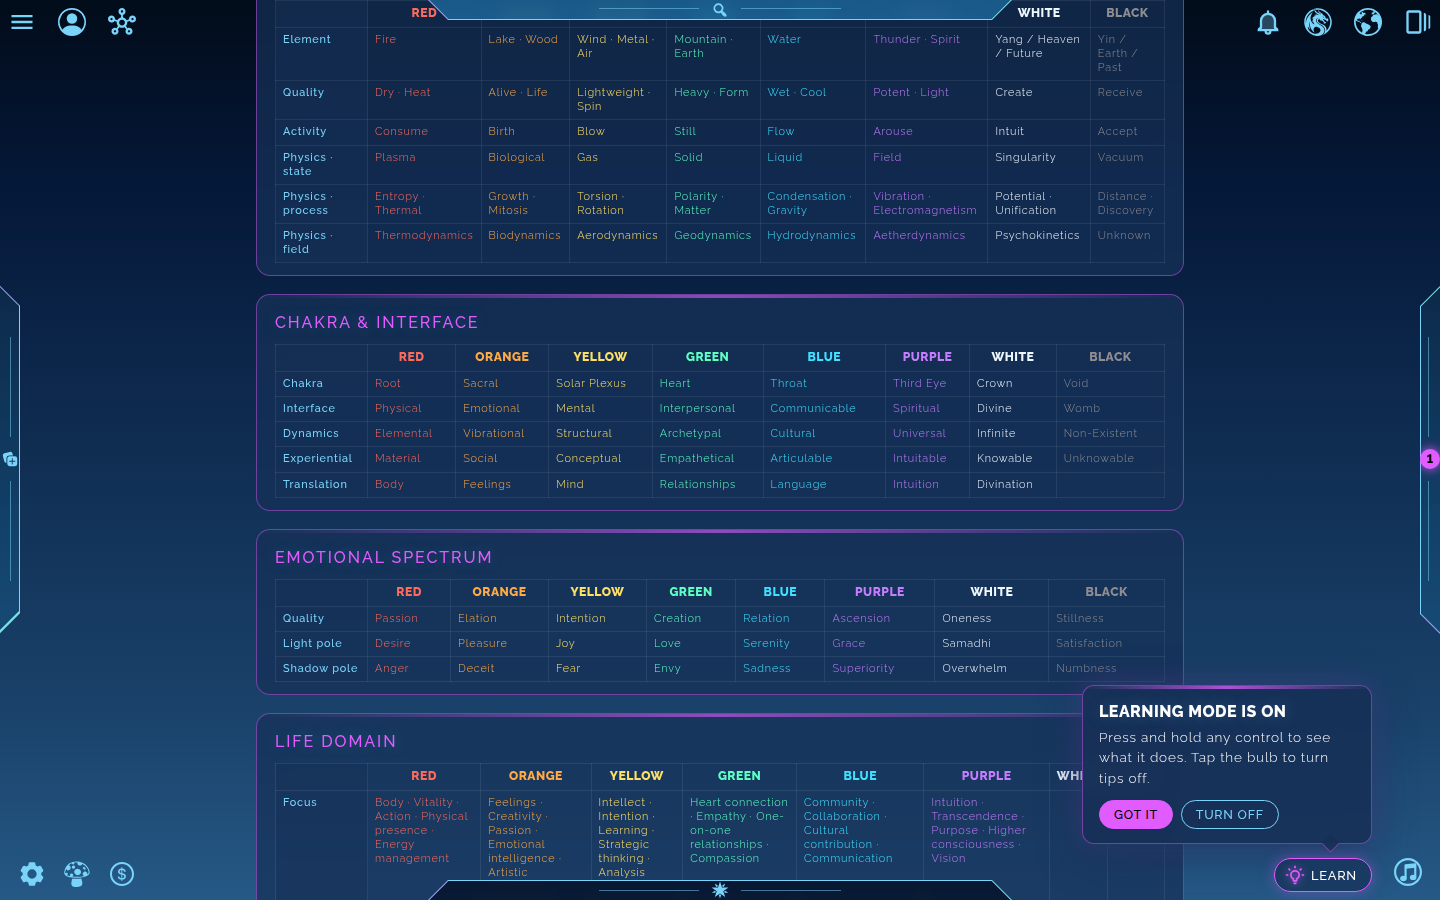 RED WHITE BLACK
Element Fire Lake · Wood Wind · Metal · Air Mountain · Earth Water Thunder · Spirit Yang / Heaven / Future Yin / Earth / Past
Quality Dry · Heat Alive · Life Lightweight · Spin Heavy · Form Wet · Cool Potent · Light Create Receive
Activity Consume Birth Blow Still Flow Arouse Intuit Accept
Physics · state Plasma Biological Gas Solid Liquid Field Singularity Vacuum
Physics · process Entropy · Thermal Growth · Mitosis Torsion · Rotation Polarity · Matter Condensation · Gravity Vibration · Electromagnetism Potential · Unification Distance · Discovery
Physics · field Thermodynamics Biodynamics Aerodynamics Geodynamics Hydrodynamics Aetherdynamics Psychokinetics Unknown
CHAKRA & INTERFACE
RED ORANGE YELLOW GREEN BLUE PURPLE WHITE BLACK
Chakra Root Sacral Solar Plexus Heart Throat Third Eye Crown Void
Interface Physical Emotional Mental Interpersonal Communicable Spiritual Divine Womb
Dynamics Elemental Vibrational Structural Archetypal Cultural Universal Infinite Non-Existent
Experiential Material Social Conceptual Empathetical Articulable Intuitable Knowable Unknowable
Translation Body Feelings Mind Relationships Language Intuition Divination
EMOTIONAL SPECTRUM
RED ORANGE YELLOW GREEN BLUE PURPLE WHITE BLACK
Quality Passion Elation Intention Creation Relation Ascension Oneness Stillness
Light pole Desire Pleasure Joy Love Serenity Grace Samadhi Satisfaction
Shadow pole Anger Deceit Fear Envy Sadness Superiority Overwhelm Numbness
LIFE DOMAIN
RED ORANGE YELLOW GREEN BLUE PURPLE
Focus Body · Vitality · Action · Physical presence · Energy management Feelings · Creativity · Passion · Emotional intelligence · Artistic Intellect · Intention · Learning · Strategic thinking · Analysis Heart connection · Empathy · One-on-one relationships · Compassion Community · Collaboration · Cultural contribution · Communication Intuition · Transcendence · Purpose · Higher consciousness · Vision
LEARNING MODE IS ON
Press and hold any control to see
what it does. Tap the bulb to turn
tips off.
GOT IT TURN OFF
LEARN
1